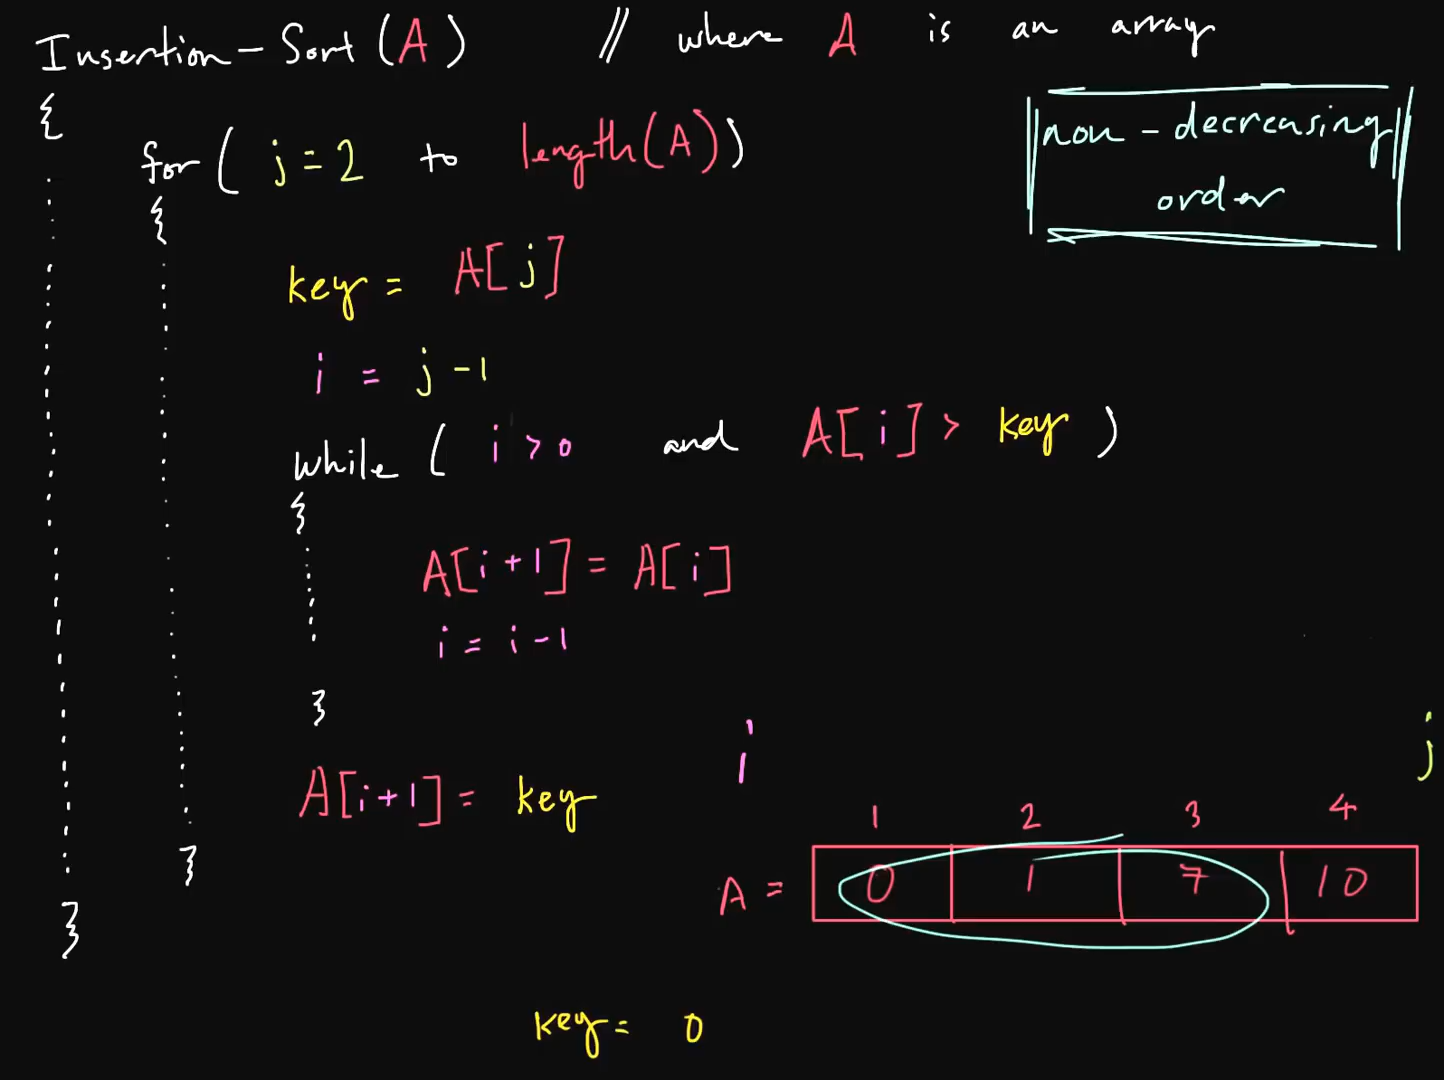 Insertion-Sort(A) // where A is an array
{
for( j=2 to length(A))
{
key = A[j]
i = j-1
while ( i>0 and A[i] > key )
{
A[i+1] = A[i]
i = i-1
}
A[i+1] = key
}
}
non-decreasing
order
i j
1 2 3 4
A = 0 1 7 10
key = 0